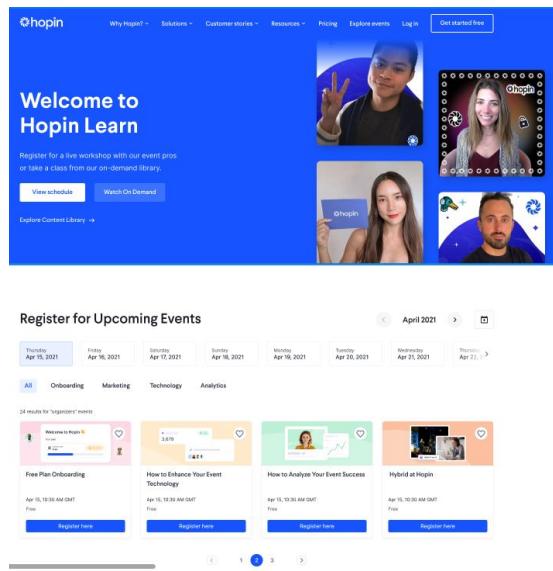 hopin
Why Hopin? Solutions Customer stories Resources Pricing Explore events Log in Get started free
Welcome to
Hopin Learn
Register for a live workshop with our event pros
or take a class from our on-demand library.
View schedule Watch On Demand
Explore Content Library →
hopin
hopin
Register for Upcoming Events
April 2021
Thursday Friday Saturday Sunday Monday Tuesday Wednesday Thursday
Apr 15, 2021 Apr 16, 2021 Apr 17, 2021 Apr 18, 2021 Apr 19, 2021 Apr 20, 2021 Apr 21, 2021 Apr 22,
All Onboarding Marketing Technology Analytics
24 results for "organizers" events
Welcome to Hopin
3,678
Free Plan Onboarding
How to Enhance Your Event
Technology
How to Analyze Your Event Success
Hybrid at Hopin
Apr 15, 10:30 AM GMT Apr 15, 10:30 AM GMT Apr 15, 10:30 AM GMT Apr 15, 10:30 AM GMT
Free Free Free Free
Register here Register here Register here Register here
1 2 3